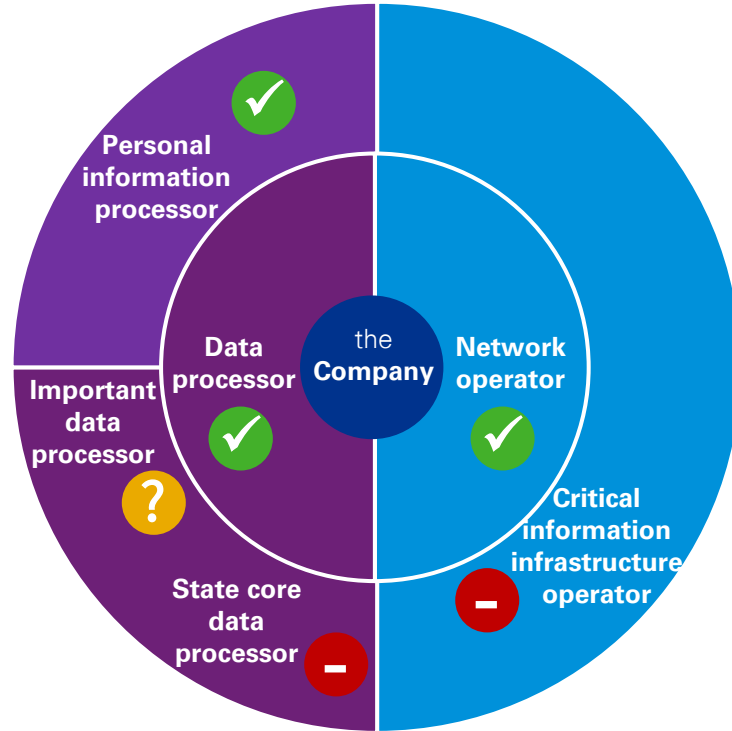 Personal
information
processor
the
Company
Data
processor
Network
operator
Important
data
processor
?
Critical
information
infrastructure
operator
-
State core
data
processor
-